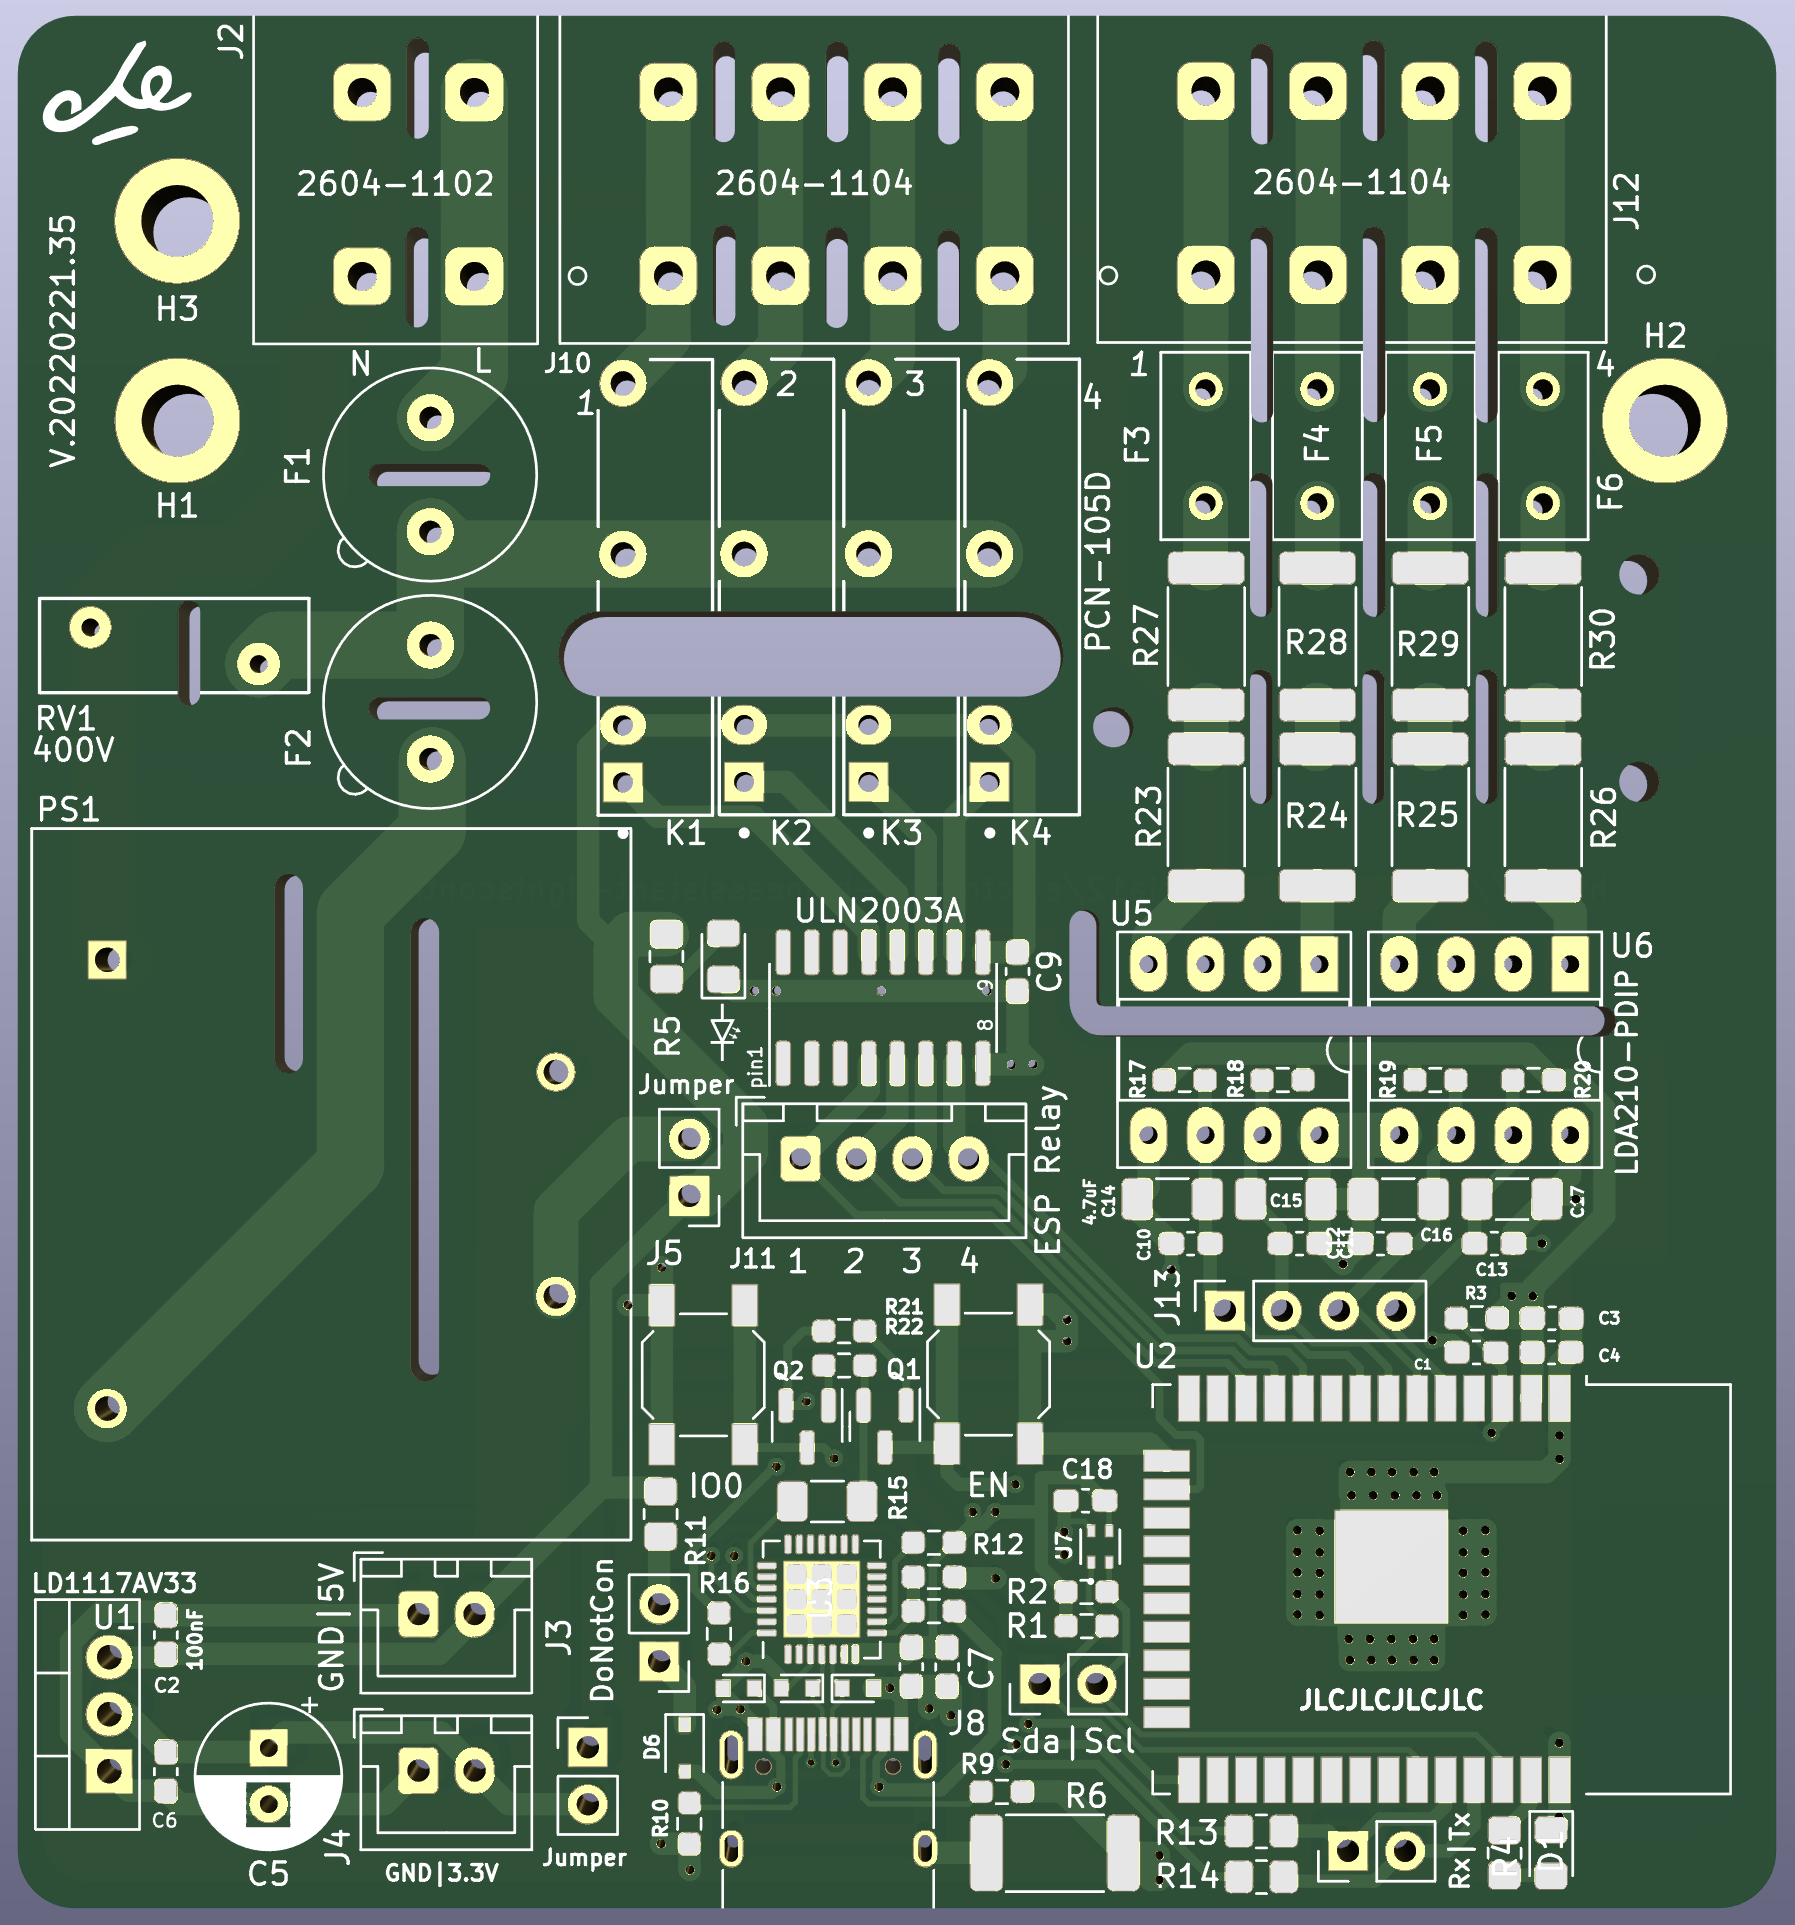 J2
2604-1102
2604-1104
2604-1104
J12
V.20220221.35
H3
N
L
J10
1
2
3
4
1
4
H2
H1
F1
PCN-105D
F3
F4
F5
F6
R27
R28
R29
R30
RV1
400V
F2
R23
R24
R25
R26
PS1
K1
K2
K3
K4
ULN2003A
U5
U6
C9
9
8
R5
pin1
Jumper
LDA210-PDIP
R17
R18
R19
R20
ESP Relay
4.7uF
C14
C15
C17
C10
C12
C11
C16
C13
J5
J11
1
2
3
4
J13
R21
R22
R3
C3
C1
C4
U2
Q2
Q1
IO0
EN
C18
R15
R11
R12
U7
R16
R2
R1
LD1117AV33
U1
100nF
C2
GND|5V
J3
DoNotCon
C7
JLCJLCJLCJLC
J8
Sda|Scl
+
D6
R9
R6
C6
R10
C5
J4
GND|3.3V
Jumper
R13
R14
Rx|Tx
R4
D1